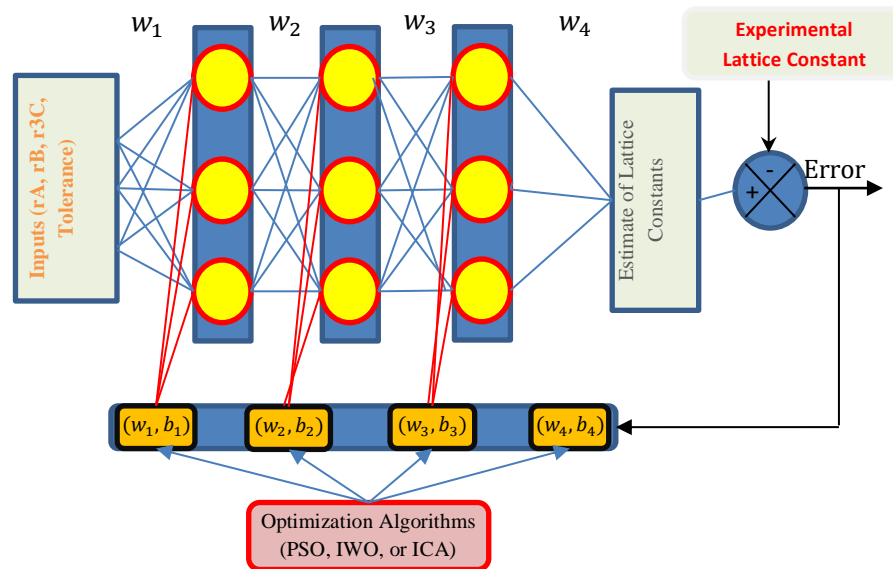 w₁ w₂ w₃ w₄
Experimental
Lattice Constant
Inputs (rA, rB, r3C,
Tolerance)
Estimate of Lattice
Constants
-
+
Error
(w₁, b₁) (w₂, b₂) (w₃, b₃) (w₄, b₄)
Optimization Algorithms
(PSO, IWO, or ICA)